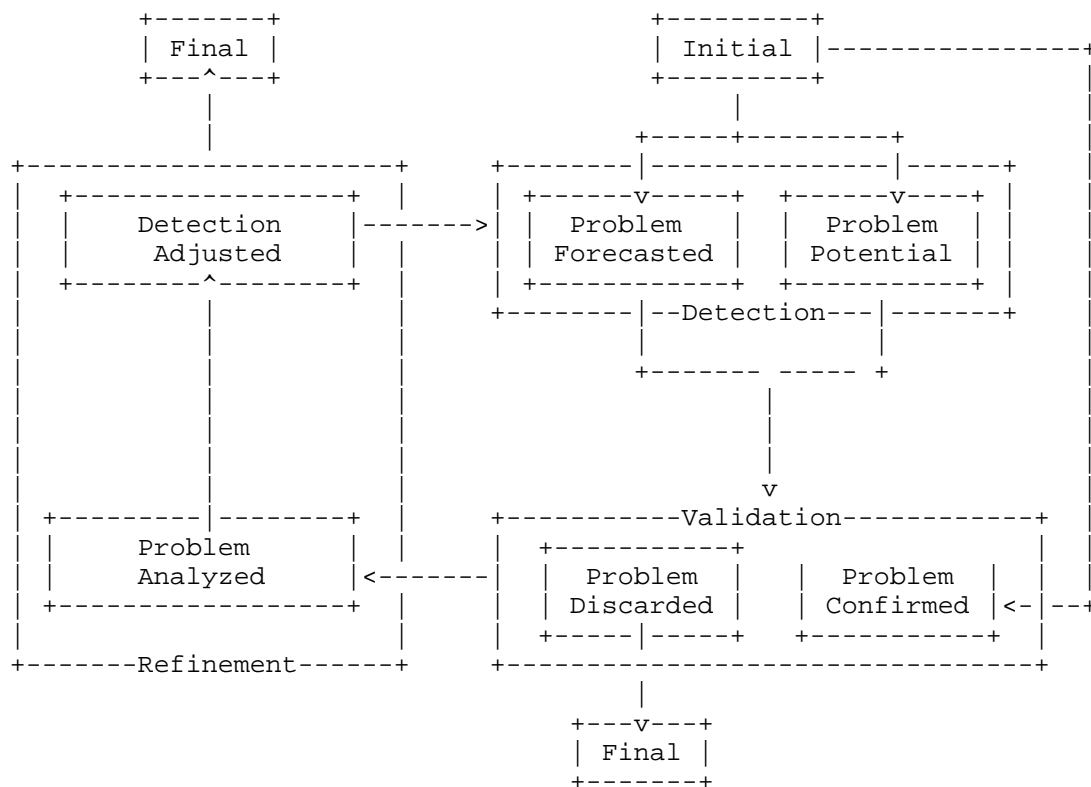 Final
Initial
Detection
Adjusted
Problem
Forecasted
Problem
Potential
Detection
Validation
Problem
Analyzed
Problem
Discarded
Problem
Confirmed
Refinement
Final